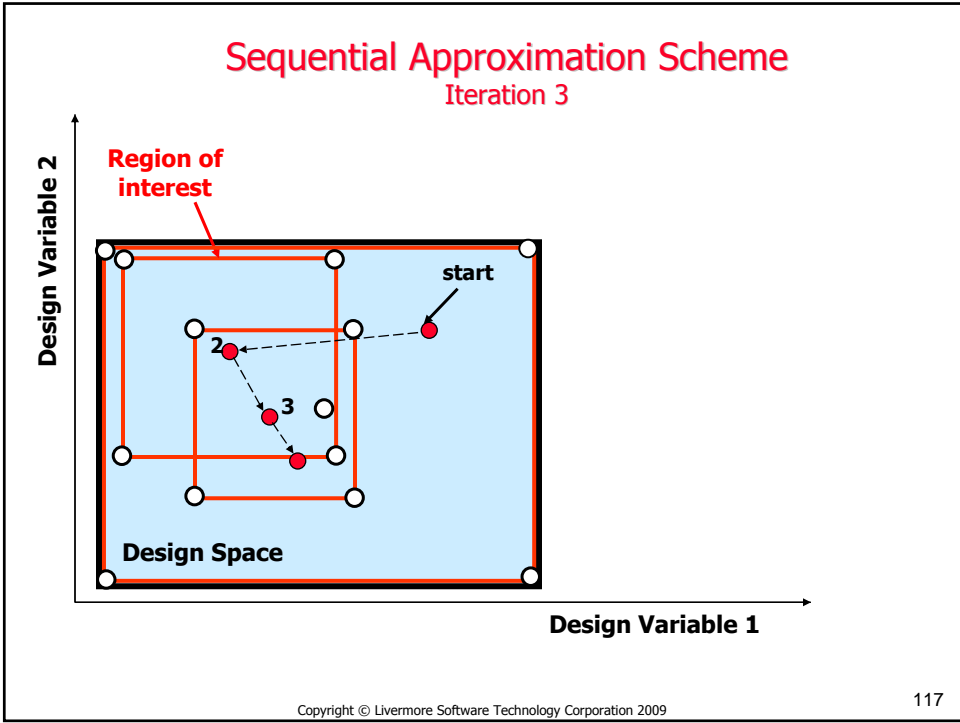 Sequential Approximation Scheme
Iteration 3
Design Variable 2
Region of
interest
start
2
3
Design Space
Design Variable 1
Copyright © Livermore Software Technology Corporation 2009
117